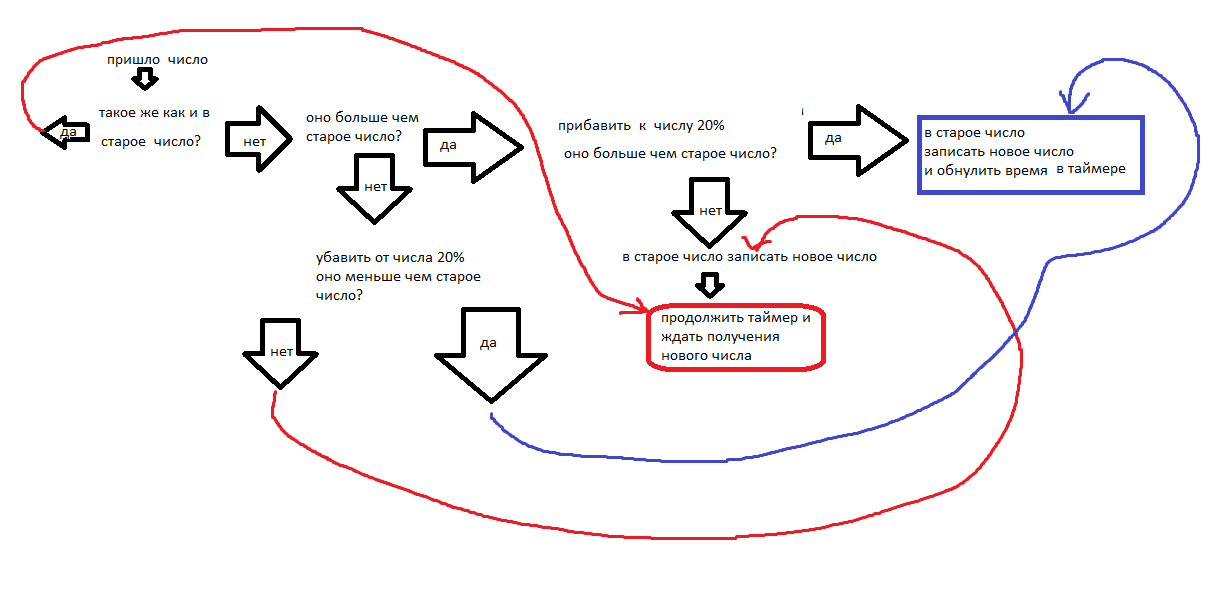 пришло число
такое же как и в
старое число?
да
нет
оно больше чем
старое число?
да
нет
прибавить к числу 20%
оно больше чем старое число?
да
нет
в старое число
записать новое число
и обнулить время в таймере
убавить от числа 20%
оно меньше чем старое
число?
нет
да
в старое число записать новое число
продолжить таймер и
ждать получения
нового числа